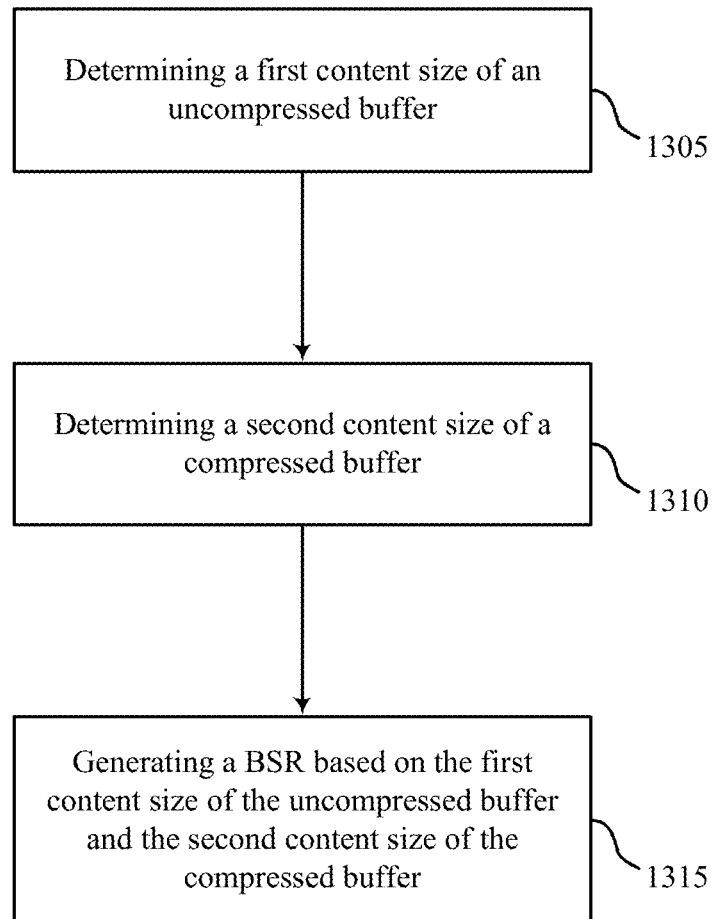 Determining a first content size of an
uncompressed buffer
1305
Determining a second content size of a
compressed buffer
1310
Generating a BSR based on the first
content size of the uncompressed buffer
and the second content size of the
compressed buffer
1315